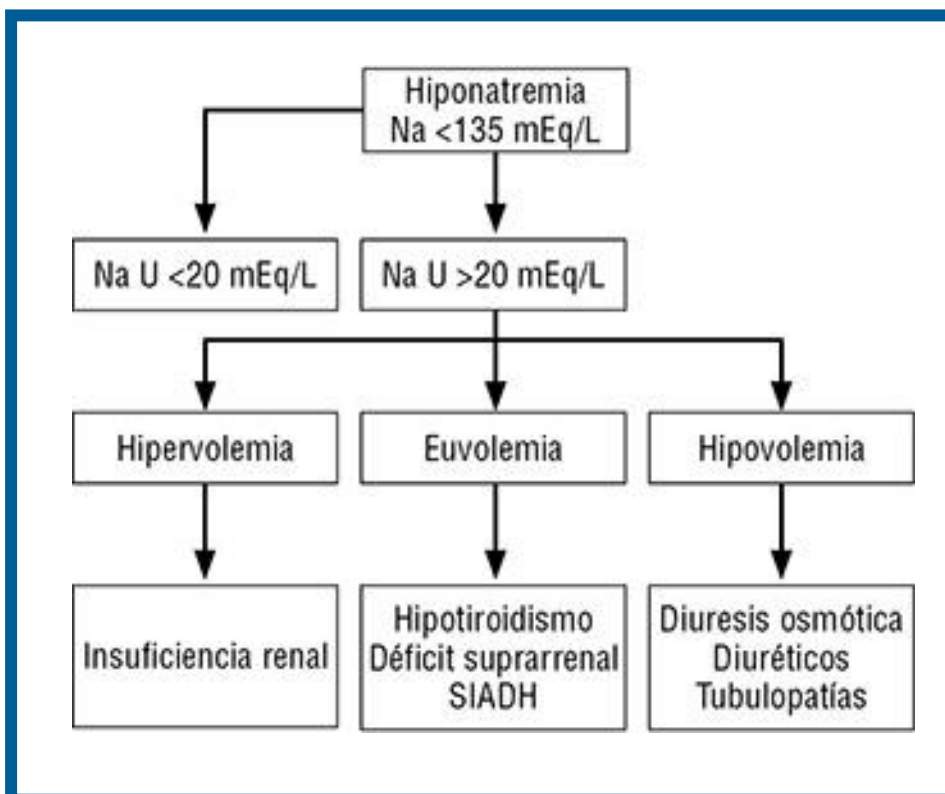 Hiponatremia
Na <135 mEq/L
Na U <20 mEq/L
Na U >20 mEq/L
Hipervolemia
Euvolemia
Hipovolemia
Insuficiencia renal
Hipotiroidismo
Déficit suprarrenal
SIADH
Diuresis osmótica
Diuréticos
Tubulopatías